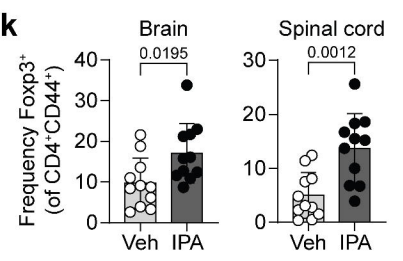 k
Brain
Spinal cord
Frequency Foxp3⁺
(of CD4⁺CD44⁺)
0.0195
40
30
20
10
0
Veh IPA
0.0012
30
20
10
0
Veh IPA